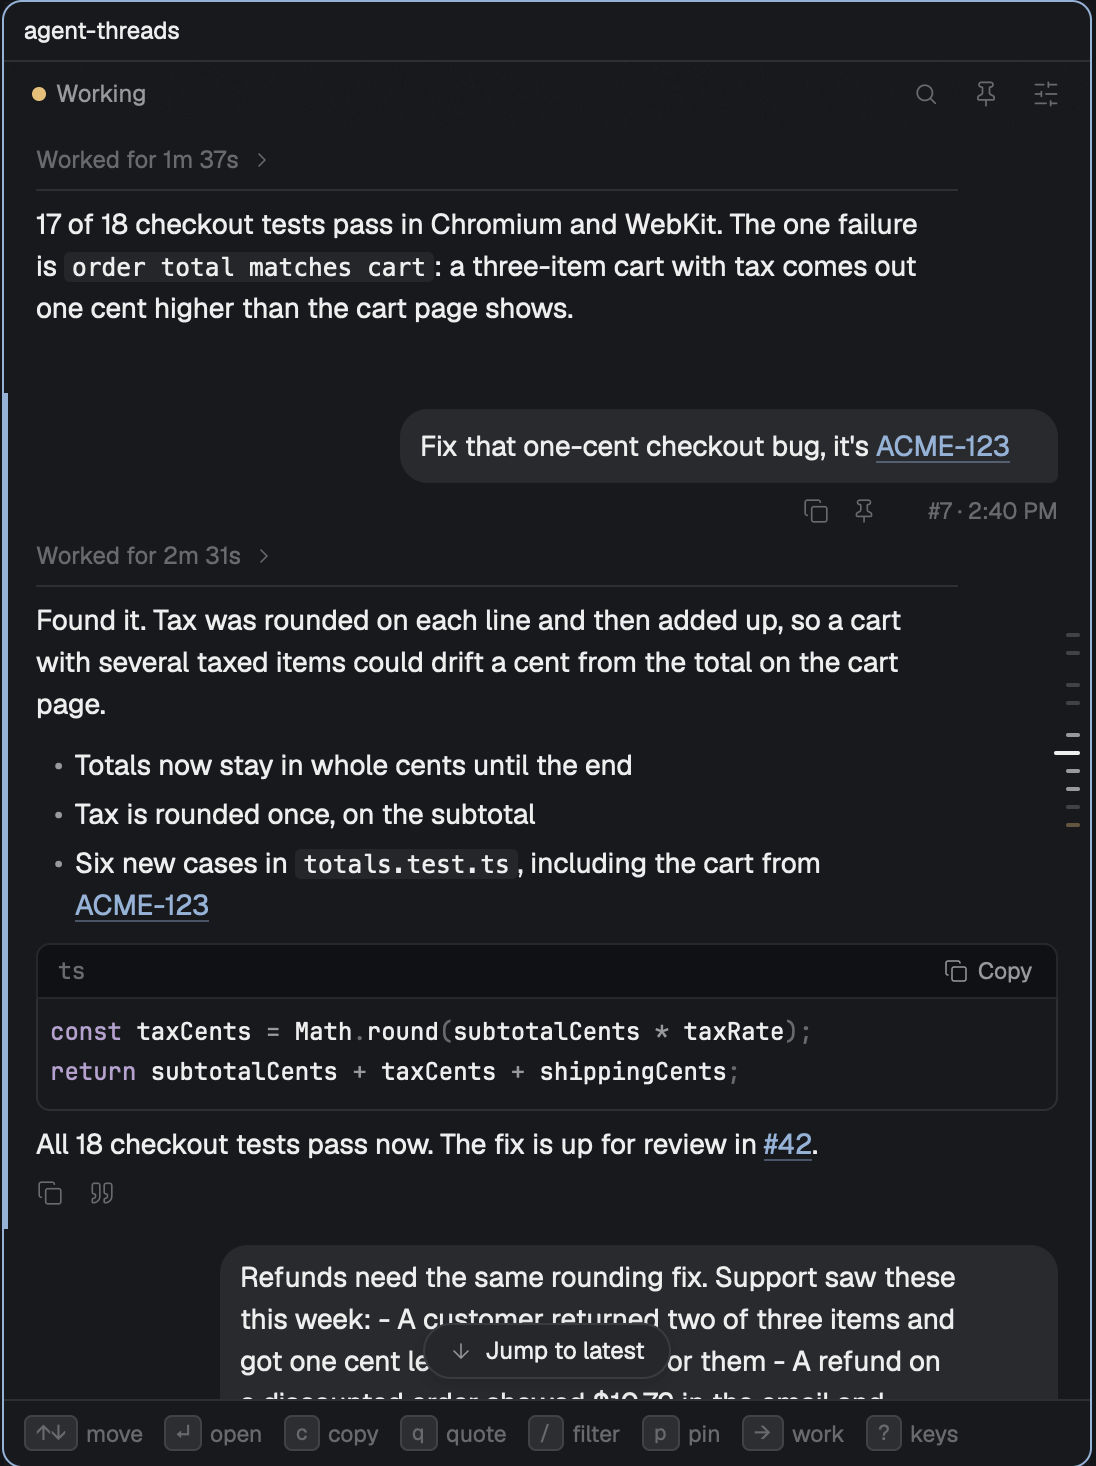 agent-threads
Working
Worked for 1m 37s
17 of 18 checkout tests pass in Chromium and WebKit. The one failure
is order total matches cart: a three-item cart with tax comes out
one cent higher than the cart page shows.
Fix that one-cent checkout bug, it's ACME-123
#7 · 2:40 PM
Worked for 2m 31s
Found it. Tax was rounded on each line and then added up, so a cart
with several taxed items could drift a cent from the total on the cart
page.
• Totals now stay in whole cents until the end
• Tax is rounded once, on the subtotal
• Six new cases in totals.test.ts, including the cart from
ACME-123
ts
Copy
const taxCents = Math.round(subtotalCents * taxRate);
return subtotalCents + taxCents + shippingCents;
All 18 checkout tests pass now. The fix is up for review in #42.
Refunds need the same rounding fix. Support saw these
this week: - A customer returned two of three items and
got one cent or them - A refund on
Jump to latest
a discounted order showed in the email and
↑↓ move ↵ open c copy q quote / filter p pin → work ? keys